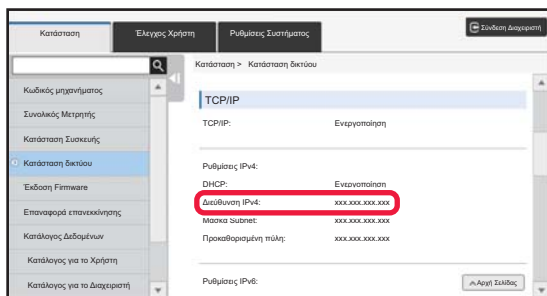 Κατάσταση
Έλεγχος Χρήστη
Ρυθμίσεις Συστήματος
Σύνδεση Διαχειριστή
Κατάσταση > Κατάσταση δικτύου
Κωδικός μηχανήματος
Συνολικός Μετρητής
Κατάσταση Συσκευής
Κατάσταση δικτύου
Έκδοση Firmware
Επαναφορά επανεκκίνησης
Κατάλογος Δεδομένων
Κατάλογος για το Χρήστη
Κατάλογος για το Διαχειριστή
TCP/IP
TCP/IP: Ενεργοποίηση
Ρυθμίσεις IPv4:
DHCP: Ενεργοποίηση
Διεύθυνση IPv4: xxx.xxx.xxx.xxx
Μάσκα Subnet: xxx.xxx.xxx.xxx
Προκαθορισμένη πύλη: xxx.xxx.xxx.xxx
Ρυθμίσεις IPv6:
Αρχή Σελίδας